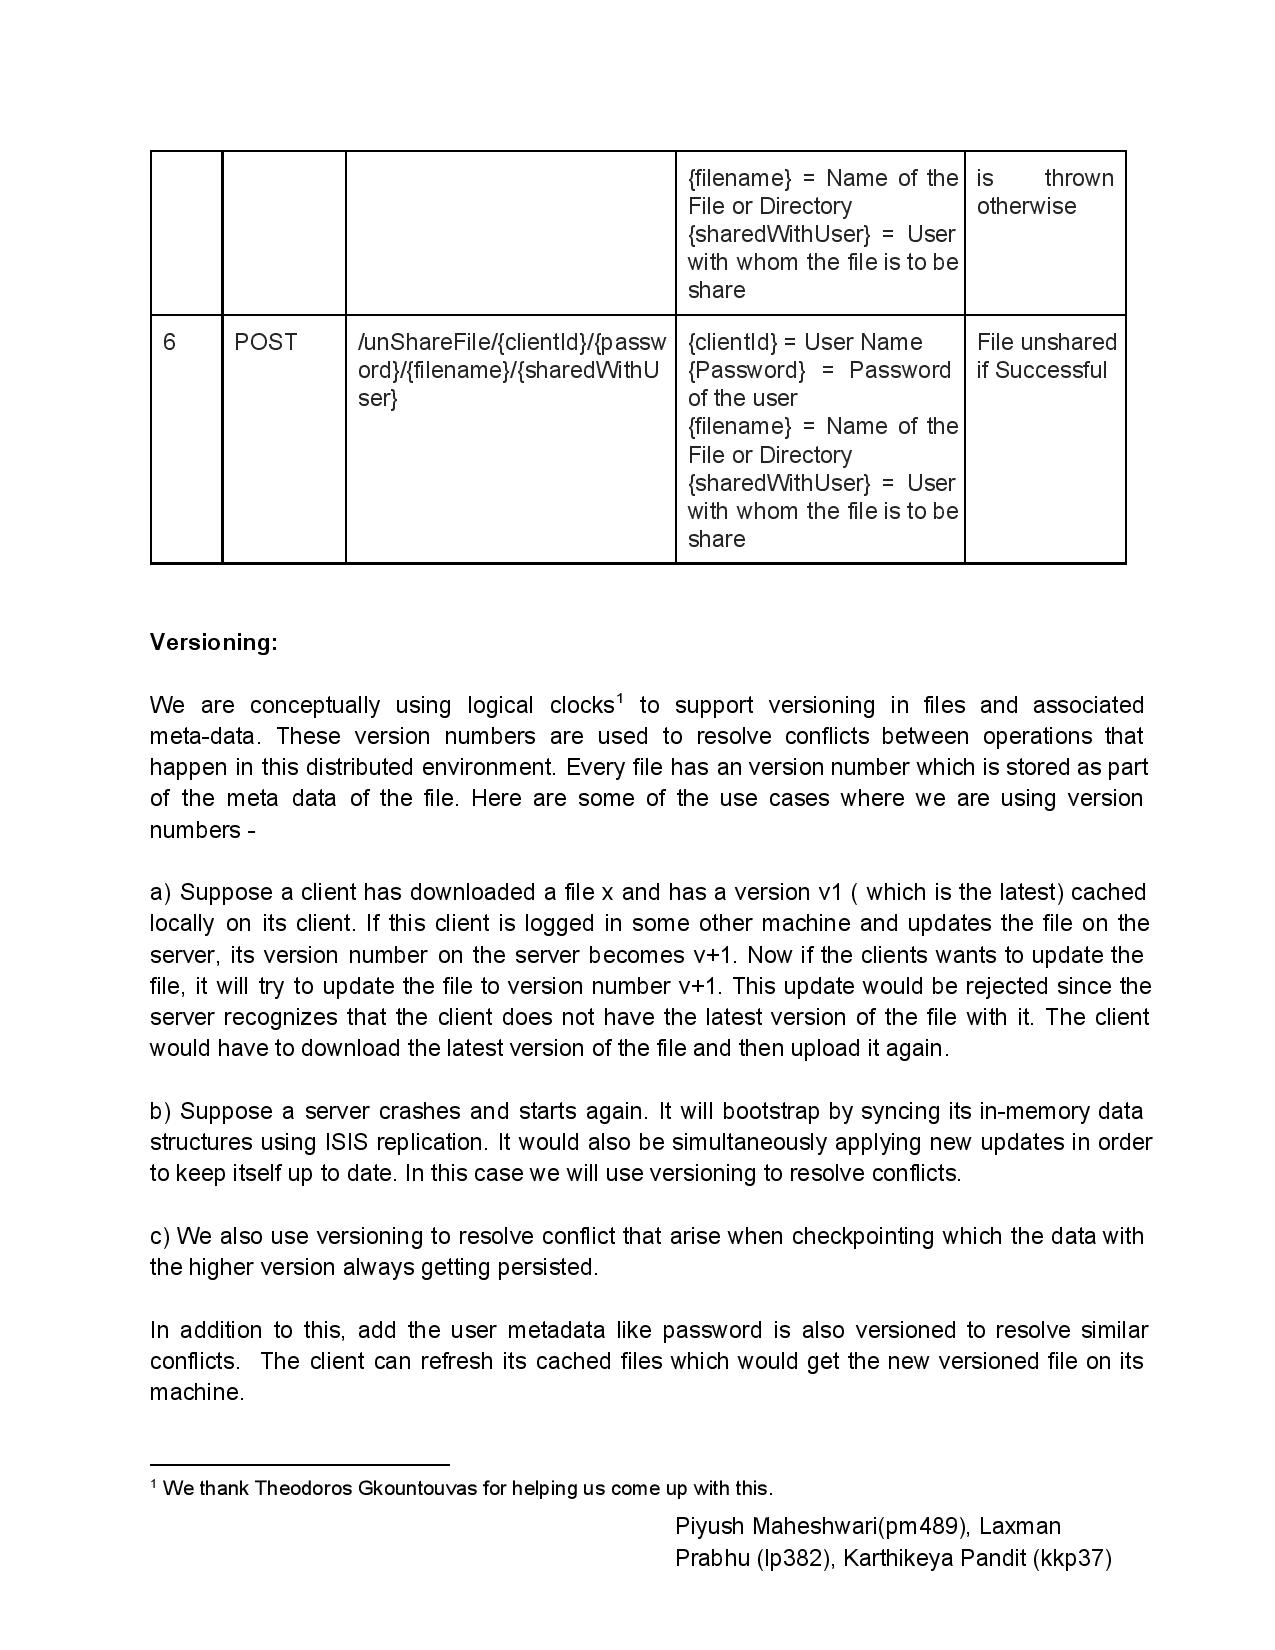 {filename} = Name of the
File or Directory
{sharedWithUser} = User
with whom the file is to be
share
is thrown
otherwise
6
POST
/unShareFile/{clientId}/{passw
ord}/{filename}/{sharedWithU
ser}
{clientId} = User Name
{Password} = Password
of the user
{filename} = Name of the
File or Directory
{sharedWithUser} = User
with whom the file is to be
share
File unshared
if Successful
Versioning:
We are conceptually using logical clocks¹ to support versioning in files and associated
meta-data. These version numbers are used to resolve conflicts between operations that
happen in this distributed environment. Every file has an version number which is stored as part
of the meta data of the file. Here are some of the use cases where we are using version
numbers -
a) Suppose a client has downloaded a file x and has a version v1 ( which is the latest) cached
locally on its client. If this client is logged in some other machine and updates the file on the
server, its version number on the server becomes v+1. Now if the clients wants to update the
file, it will try to update the file to version number v+1. This update would be rejected since the
server recognizes that the client does not have the latest version of the file with it. The client
would have to download the latest version of the file and then upload it again.
b) Suppose a server crashes and starts again. It will bootstrap by syncing its in-memory data
structures using ISIS replication. It would also be simultaneously applying new updates in order
to keep itself up to date. In this case we will use versioning to resolve conflicts.
c) We also use versioning to resolve conflict that arise when checkpointing which the data with
the higher version always getting persisted.
In addition to this, add the user metadata like password is also versioned to resolve similar
conflicts. The client can refresh its cached files which would get the new versioned file on its
machine.
¹ We thank Theodoros Gkountouvas for helping us come up with this.
Piyush Maheshwari(pm489), Laxman
Prabhu (lp382), Karthikeya Pandit (kkp37)